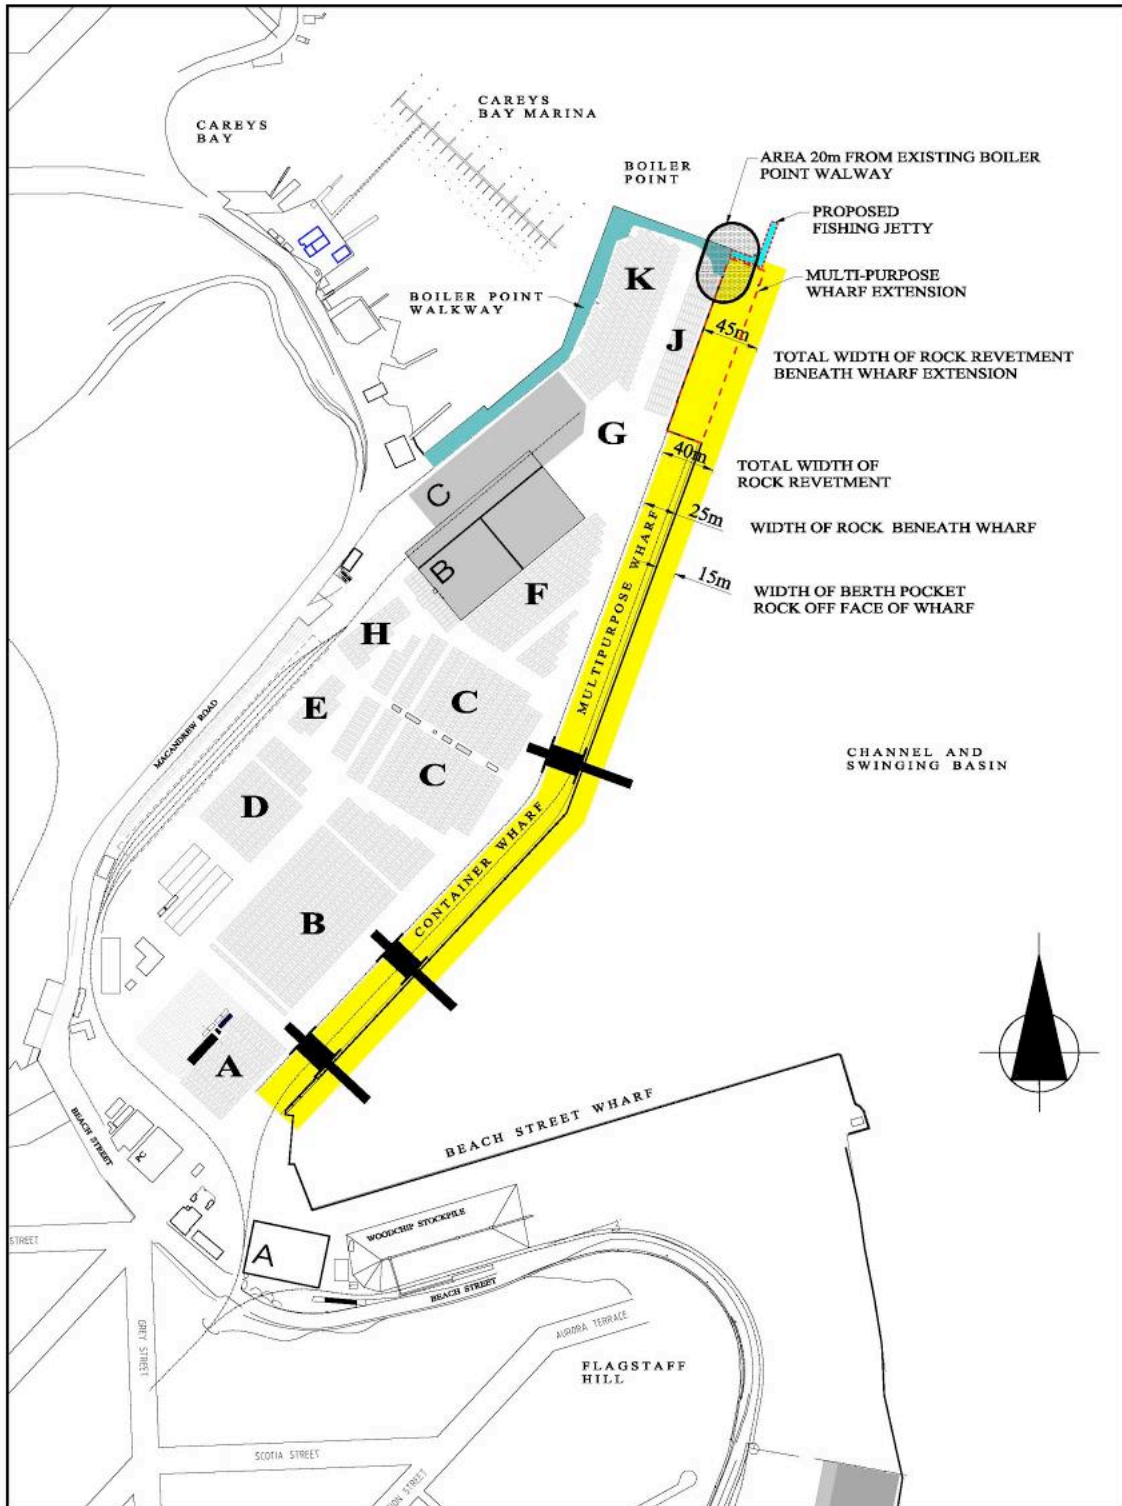 CAREYS
BAY MARINA
CAREYS
BAY
BOILER
POINT
AREA 20m FROM EXISTING BOILER
POINT WALWAY
PROPOSED
FISHING JETTY
MULTI-PURPOSE
WHARF EXTENSION
K
BOILER POINT
WALKWAY
J
45m
TOTAL WIDTH OF ROCK REVETMENT
BENEATH WHARF EXTENSION
G
40m
TOTAL WIDTH OF
ROCK REVETMENT
C
25m
WIDTH OF ROCK BENEATH WHARF
B
F
15m
WIDTH OF BERTH POCKET
ROCK OFF FACE OF WHARF
H
MULTIPURPOSE WHARF
E
C
MACANDREW ROAD
C
CHANNEL AND
SWINGING BASIN
D
CONTAINER WHARF
B
A
BEACH STREET
BEACH STREET WHARF
STREET
A
WOODCHIP STOCKPILE
BEACH STREET
GREY STREET
AURORA TERRACE
FLAGSTAFF
HILL
SCOTIA STREET
STREET